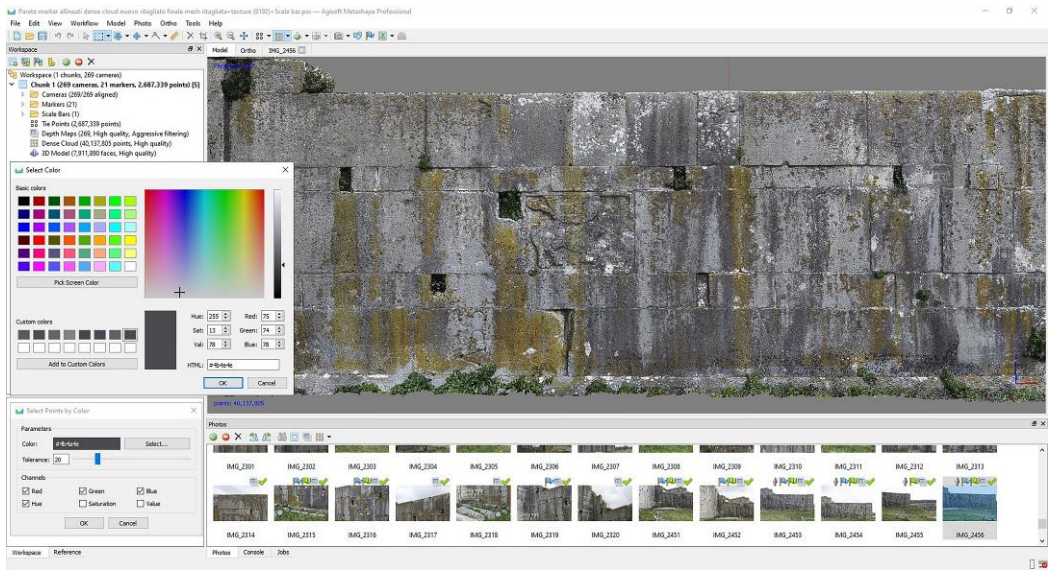 Parete marker allineati dense cloud nuovo ritagliato finale mesh ritagliata+texture (8192)+Scale bar.psx — Agisoft Metashape Professional
File Edit View Workflow Model Photo Ortho Tools Help
Workspace
Model Ortho IMG_2456
Workspace (1 chunks, 269 cameras)
Chunk 1 (269 cameras, 21 markers, 2,687,339 points) [S]
Cameras (269/269 aligned)
Markers (21)
Scale Bars (1)
Tie Points (2,687,339 points)
Depth Maps (269, High quality, Aggressive filtering)
Dense Cloud (40,137,805 points, High quality)
3D Model (7,911,890 faces, High quality)
Select Color
Basic colors
Pick Screen Color
Custom colors
Add to Custom Colors
Hue: 255 Red: 75
Sat: 13 Green: 74
Val: 78 Blue: 78
HTML: #4b4a4e
OK Cancel
points: 40,137,805
Select Points by Color
Parameters
Color: #4b4a4e Select...
Tolerance: 20
Channels
Red Green Blue
Hue Saturation Value
OK Cancel
Workspace Reference
Photos
IMG_2301 IMG_2302 IMG_2303 IMG_2304 IMG_2305 IMG_2306 IMG_2307 IMG_2308 IMG_2309 IMG_2310 IMG_2311 IMG_2312 IMG_2313
IMG_2314 IMG_2315 IMG_2316 IMG_2317 IMG_2318 IMG_2319 IMG_2320 IMG_2451 IMG_2452 IMG_2453 IMG_2454 IMG_2455 IMG_2456
Photos Console Jobs